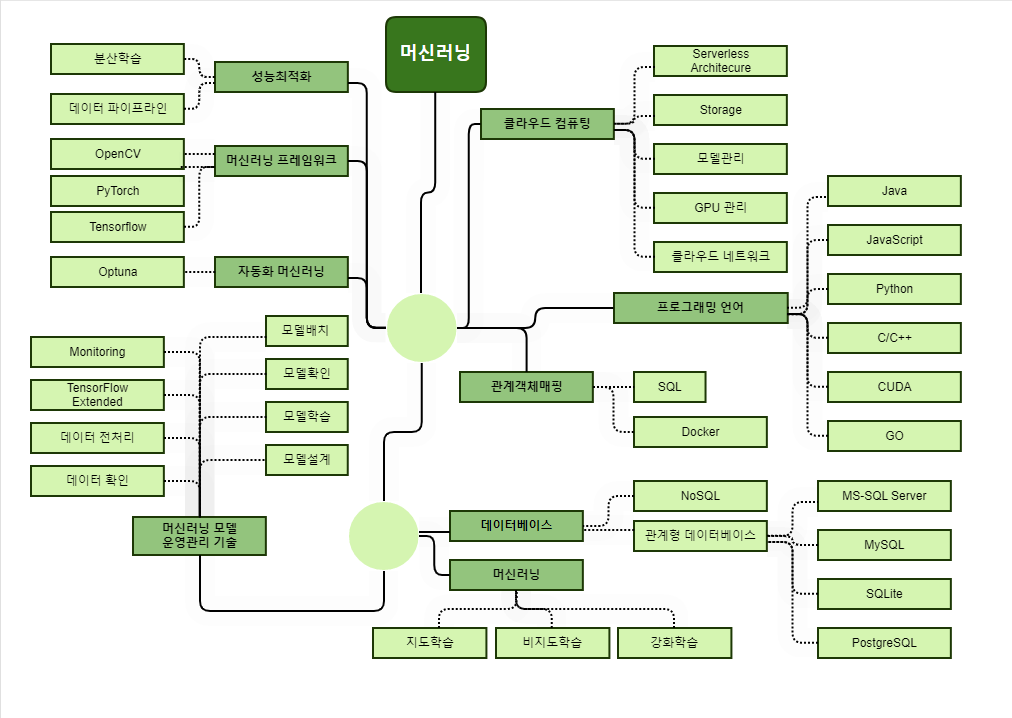 머신러닝
분산학습
데이터 파이프라인
성능최적화
OpenCV
PyTorch
Tensorflow
머신러닝 프레임워크
Optuna
자동화 머신러닝
클라우드 컴퓨팅
Serverless
Architecure
Storage
모델관리
GPU 관리
클라우드 네트워크
프로그래밍 언어
Java
JavaScript
Python
C/C++
CUDA
GO
관계객체매핑
SQL
Docker
Monitoring
TensorFlow
Extended
데이터 전처리
데이터 확인
모델배치
모델확인
모델학습
모델설계
머신러닝 모델
운영관리 기술
데이터베이스
NoSQL
관계형 데이터베이스
MS-SQL Server
MySQL
SQLite
PostgreSQL
머신러닝
지도학습
비지도학습
강화학습